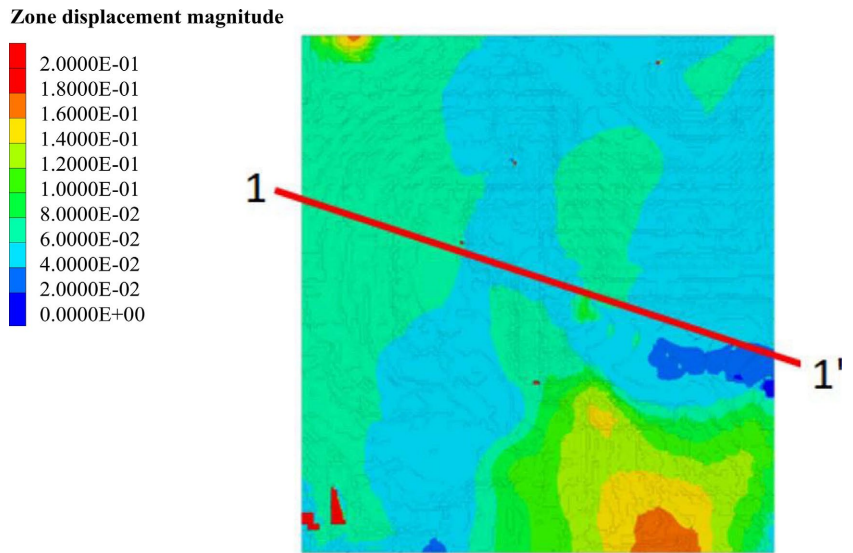 Zone displacement magnitude
2.0000E-01
1.8000E-01
1.6000E-01
1.4000E-01
1.2000E-01
1.0000E-01
8.0000E-02
6.0000E-02
4.0000E-02
2.0000E-02
0.0000E+00
1
1'